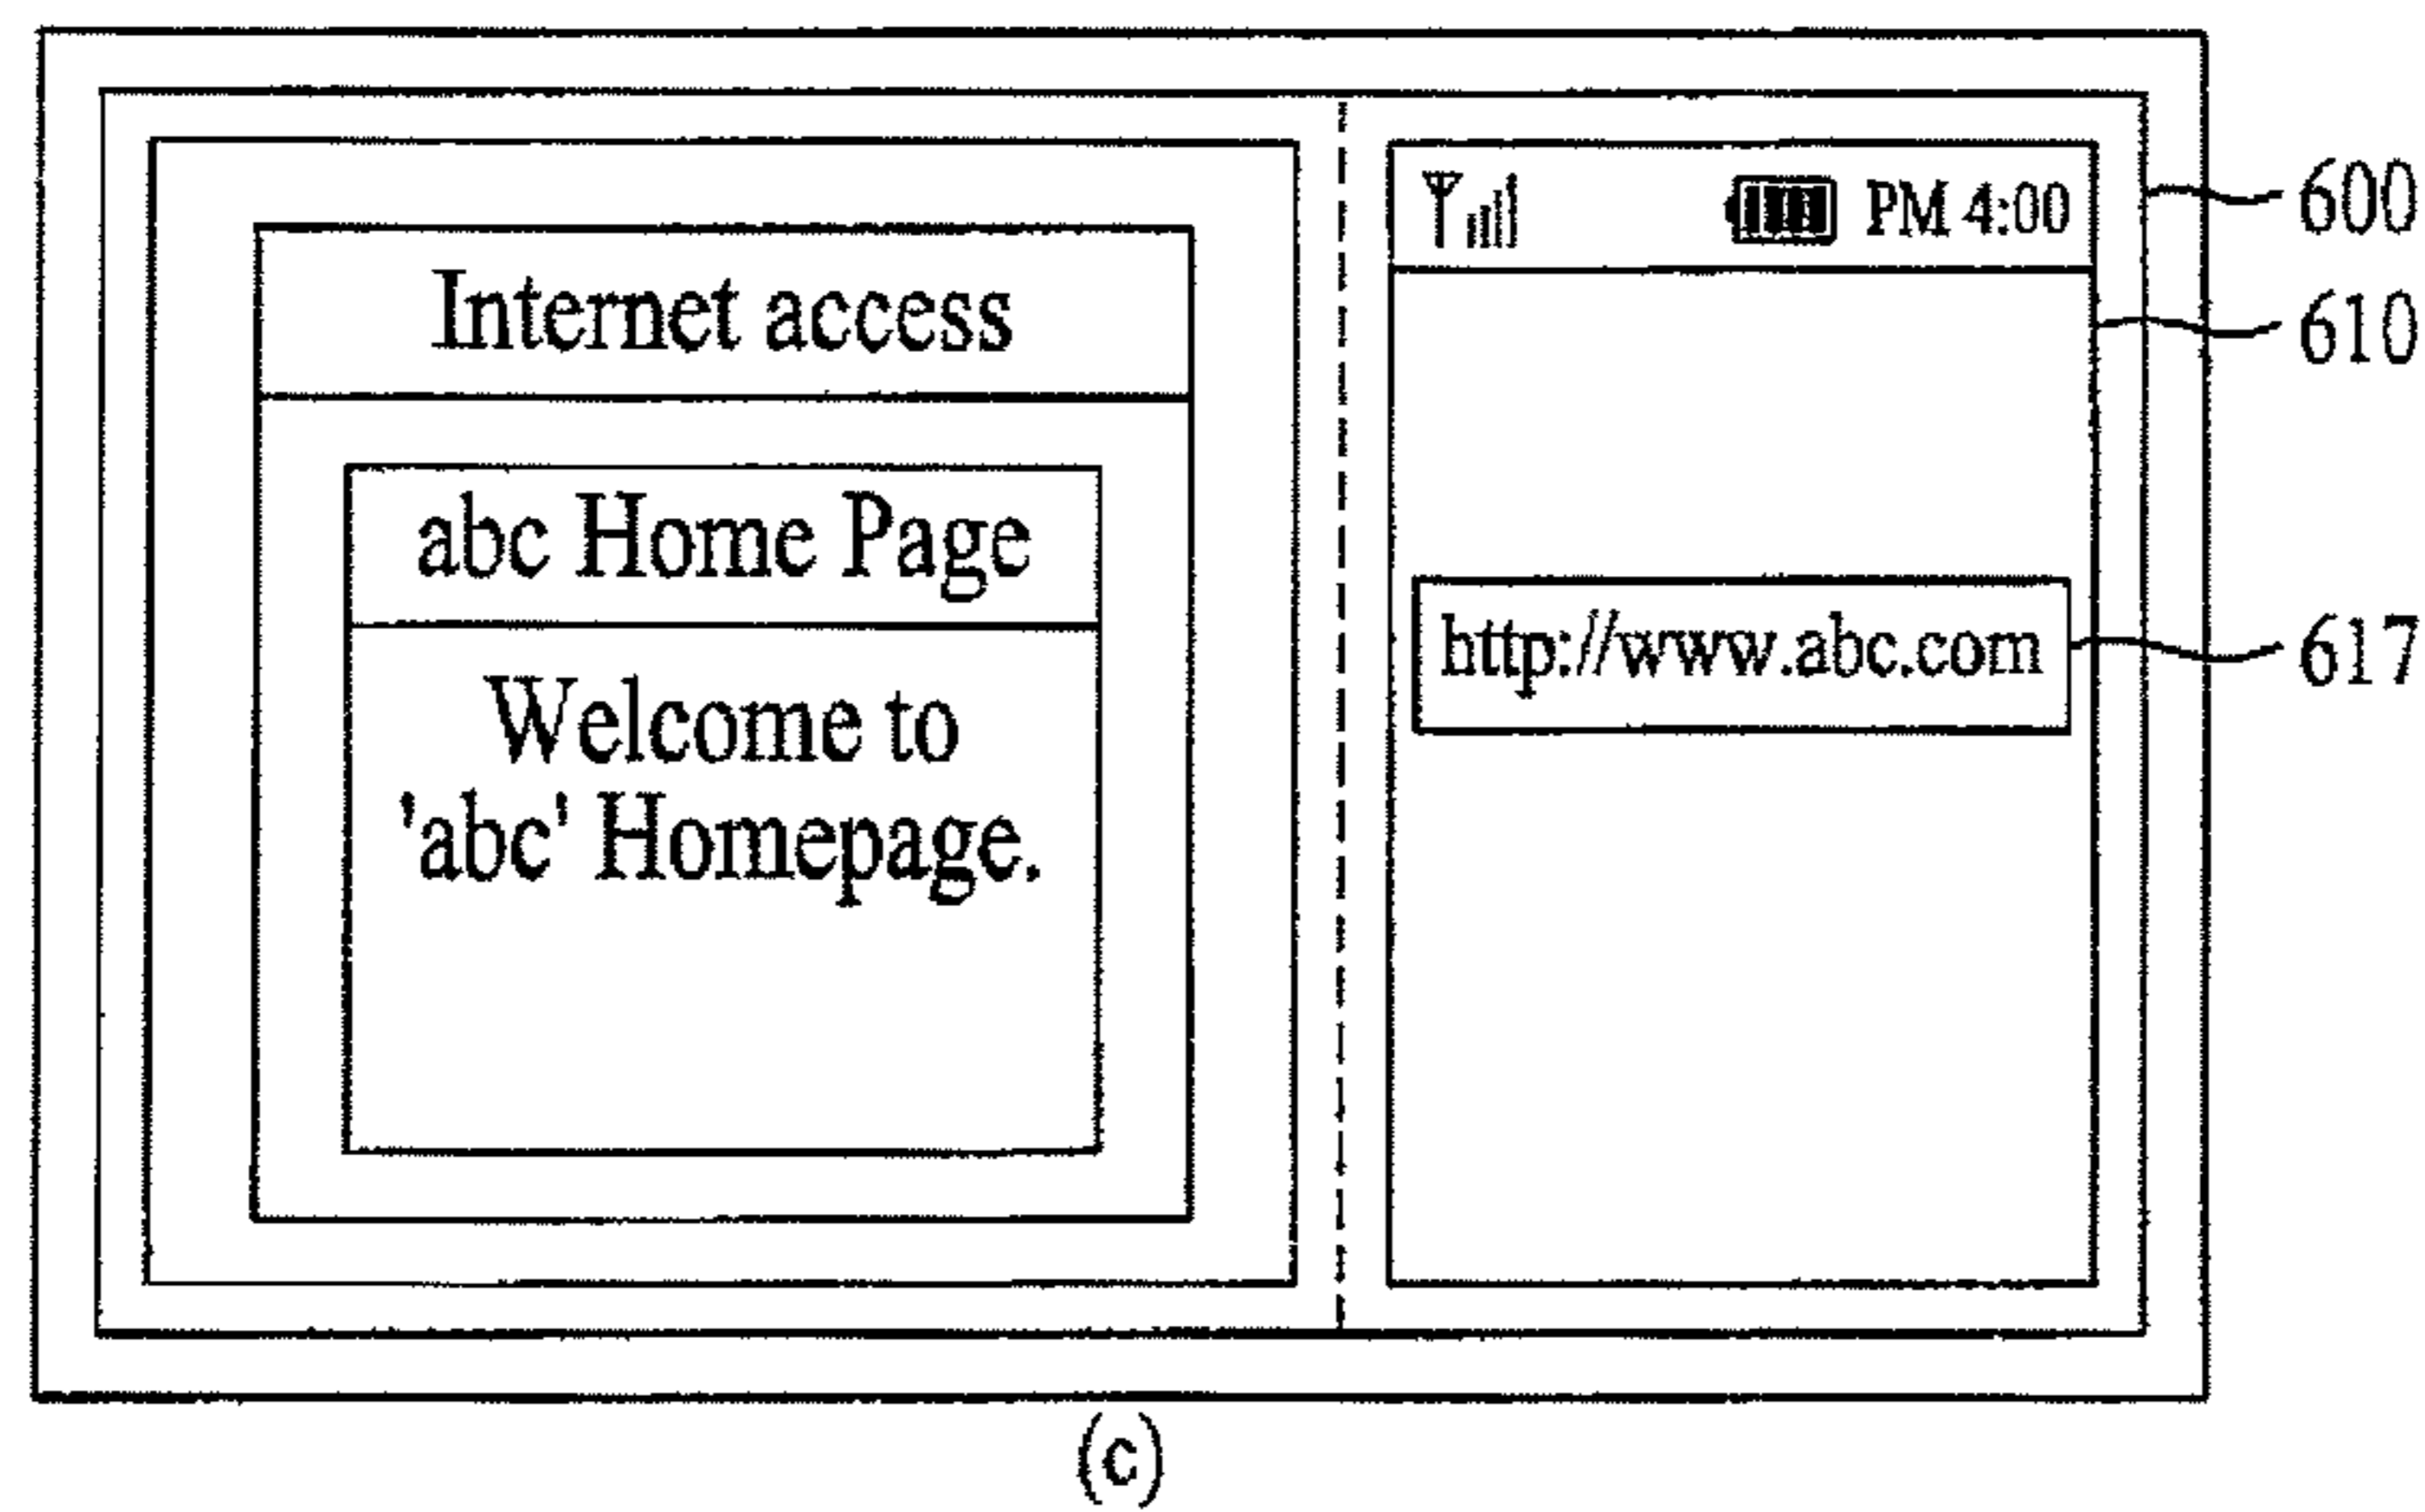 Internet access
abc Home Page
Welcome to
'abc' Homepage.
PM 4:00
http://www.abc.com
600
610
617
(c)